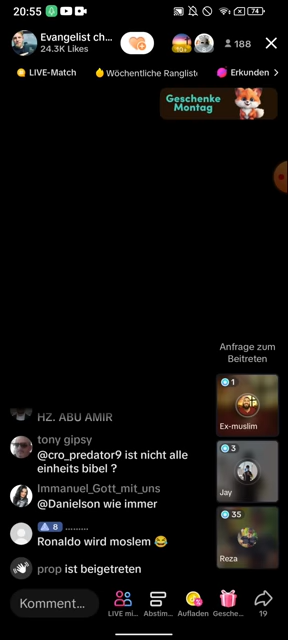 20:55
74
Evangelist ch...
24.3K Likes
188
LIVE-Match
Wöchentliche Ranglist
Erkunden
Geschenke
Montag
Anfrage zum
Beitreten
1
Ex-muslim
HZ. ABU AMIR
tony gipsy
@cro_predator9 ist nicht alle
einheits bibel ?
3
Jay
Immanuel_Gott_mit_uns
@Danielson wie immer
8 .........
Ronaldo wird moslem 😂
35
Reza
prop ist beigetreten
Komment...
LIVE mi...
Abstim...
Aufladen
Gesche...
19